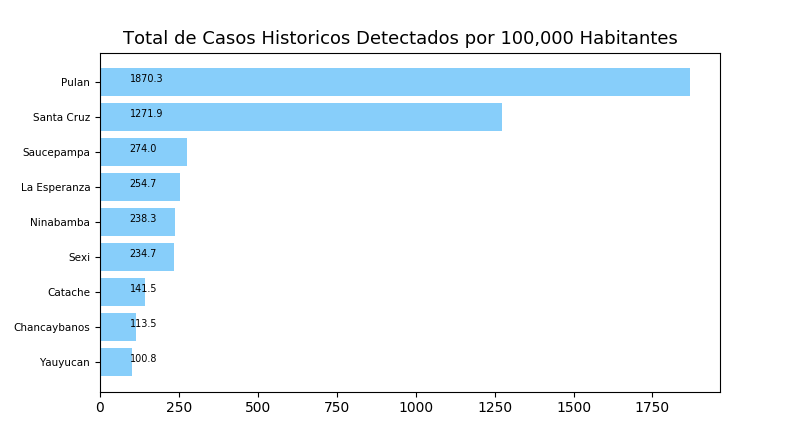 Total de Casos Historicos Detectados por 100,000 Habitantes
Pulan 1870.3
Santa Cruz 1271.9
Saucepampa 274.0
La Esperanza 254.7
Ninabamba 238.3
Sexi 234.7
Catache 141.5
Chancaybanos 113.5
Yauyucan 100.8
0 250 500 750 1000 1250 1500 1750